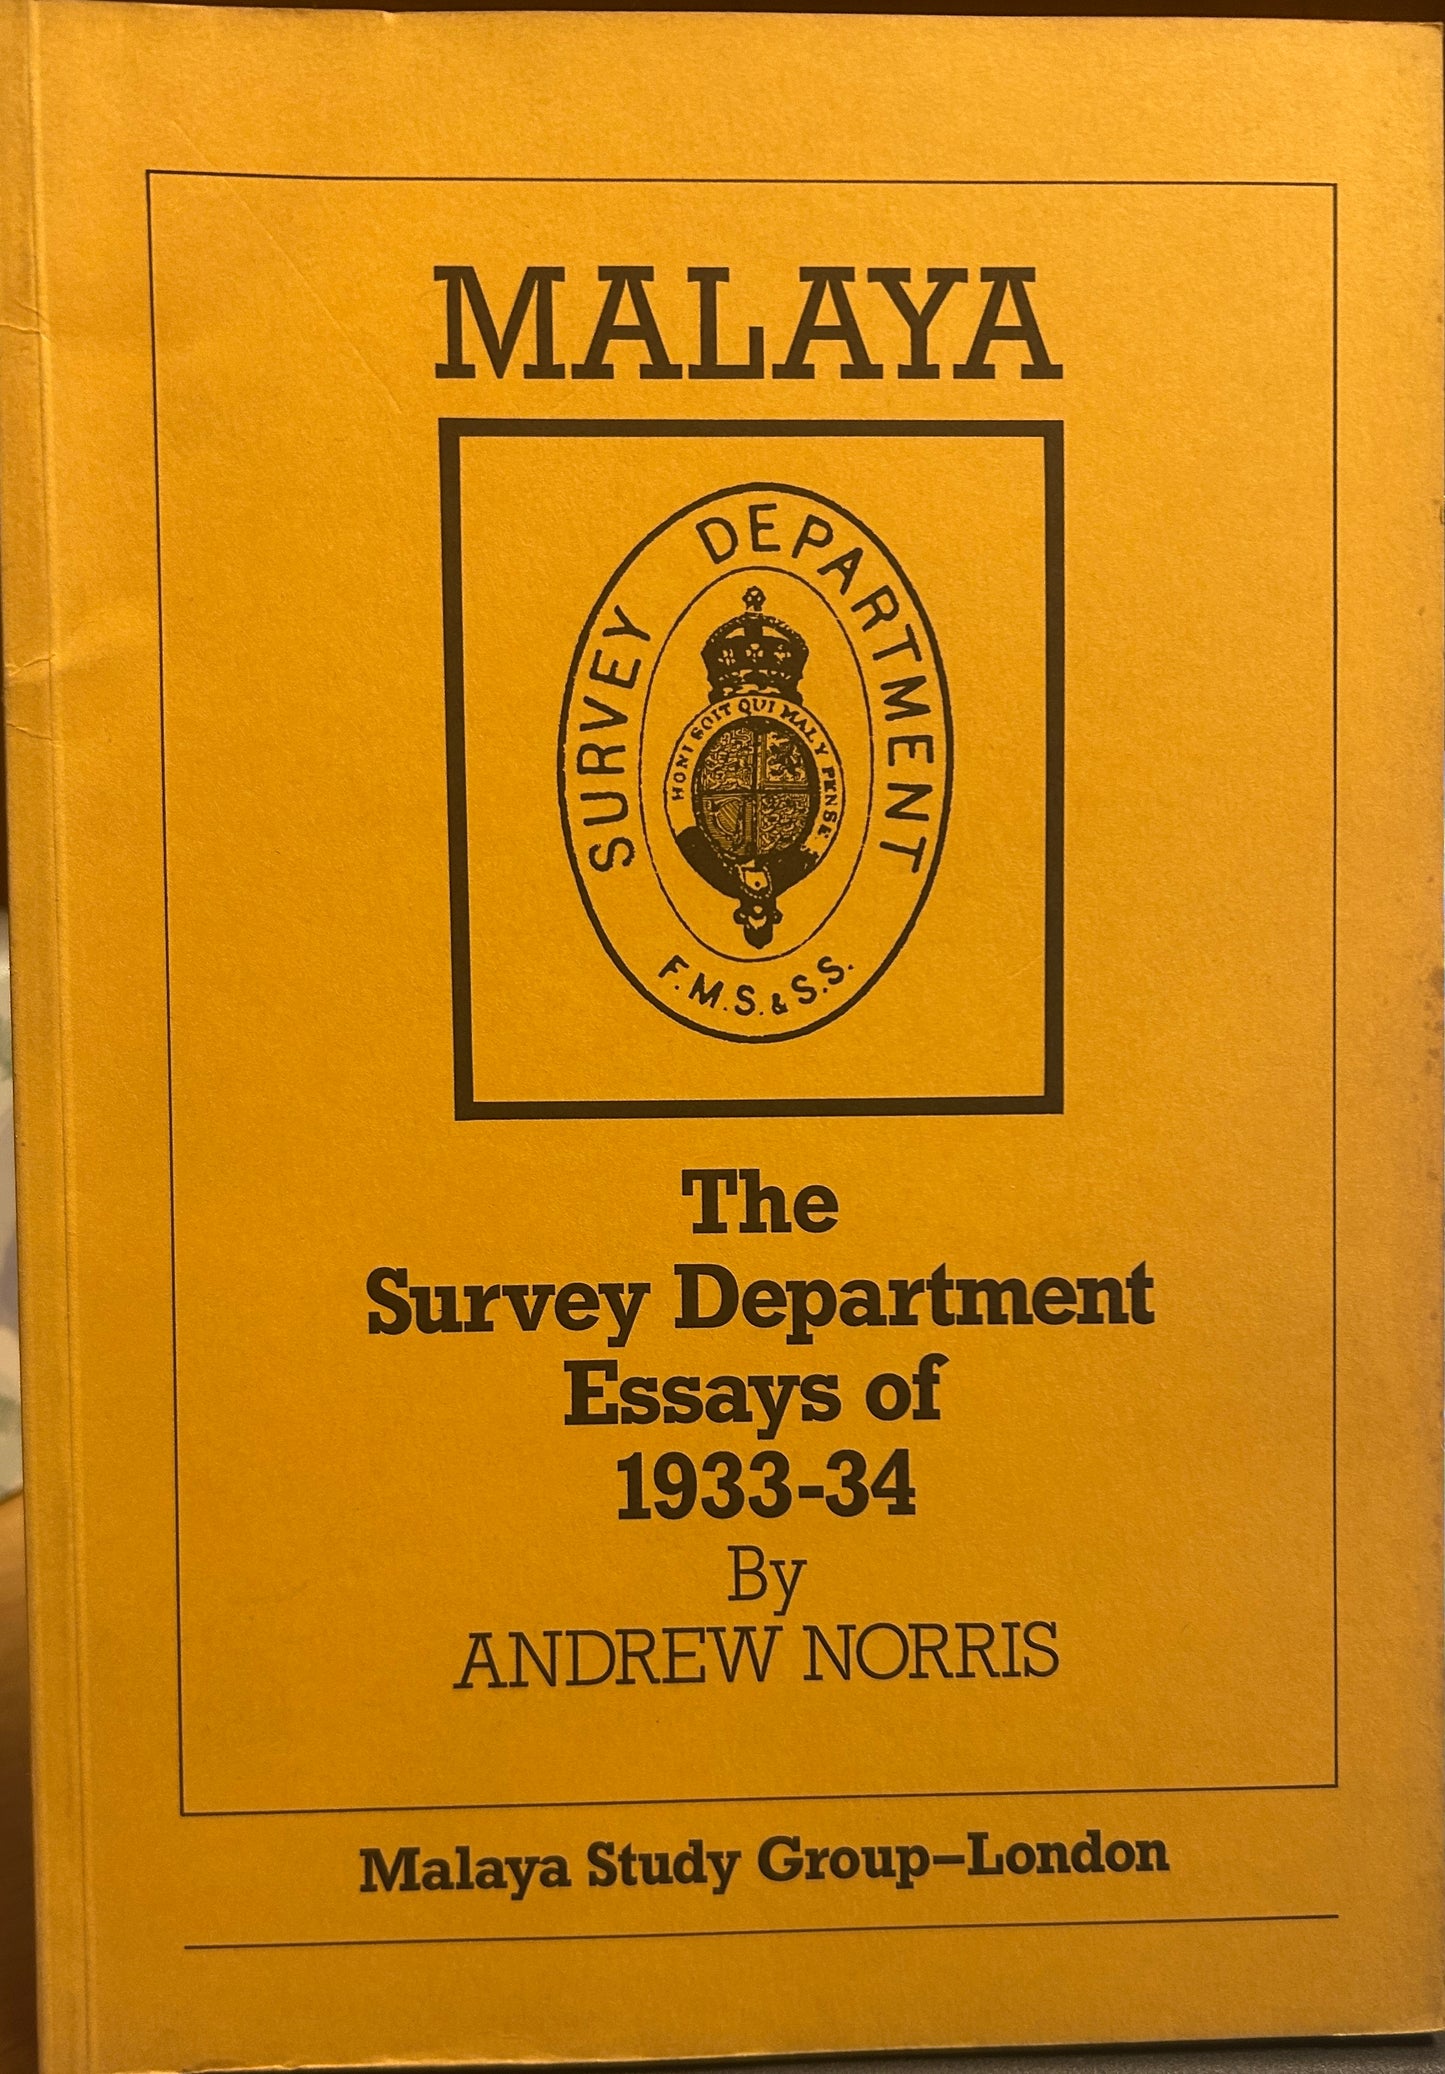 MALAYA
SURVEY DEPARTMENT
HONI SOIT QUI MAL Y PENSE
F.M.S. & S.S.
The
Survey Department
Essays of
1933-34
By
ANDREW NORRIS
Malaya Study Group–London